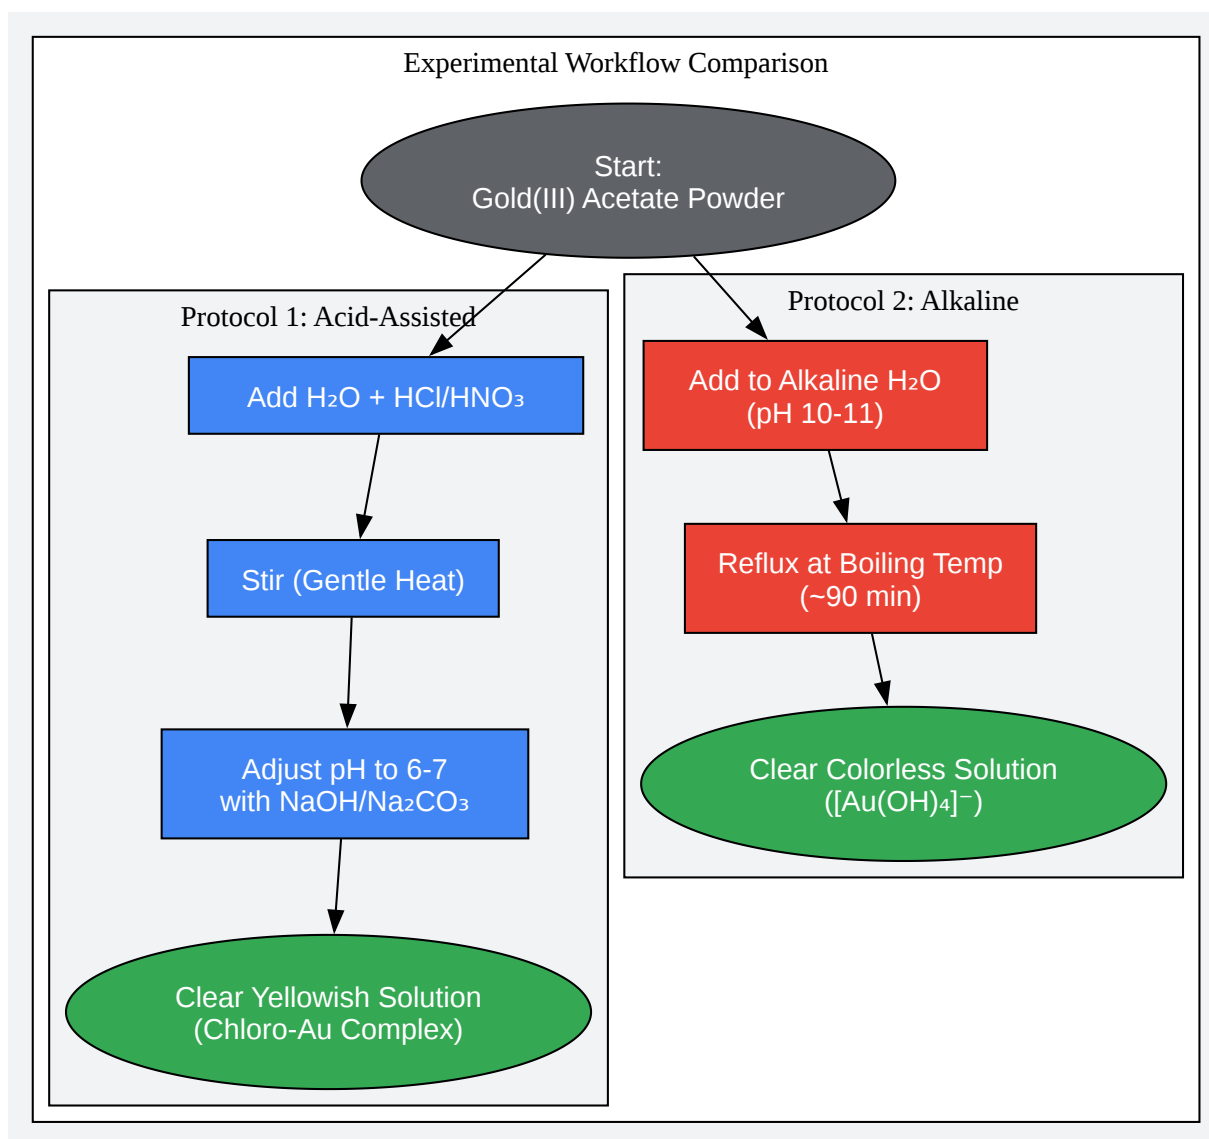 Experimental Workflow Comparison
Start:
Gold(III) Acetate Powder
Protocol 1: Acid-Assisted
Add H₂O + HCl/HNO₃
Stir (Gentle Heat)
Adjust pH to 6-7
with NaOH/Na₂CO₃
Clear Yellowish Solution
(Chloro-Au Complex)
Protocol 2: Alkaline
Add to Alkaline H₂O
(pH 10-11)
Reflux at Boiling Temp
(~90 min)
Clear Colorless Solution
([Au(OH)₄]⁻)